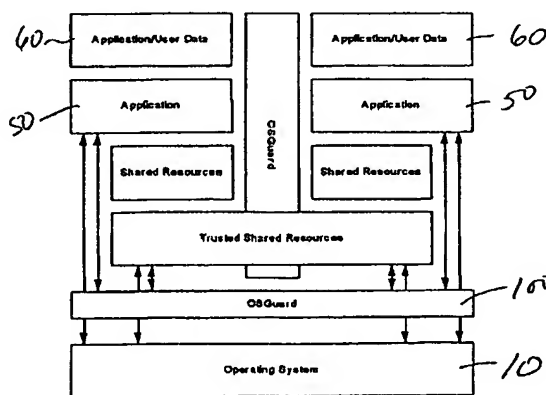 60 Application/User Data Application/User Data 60
50 Application Application 50
OSGuard
Shared Resources Shared Resources
Trusted Shared Resources
OSGuard 100
Operating System 10